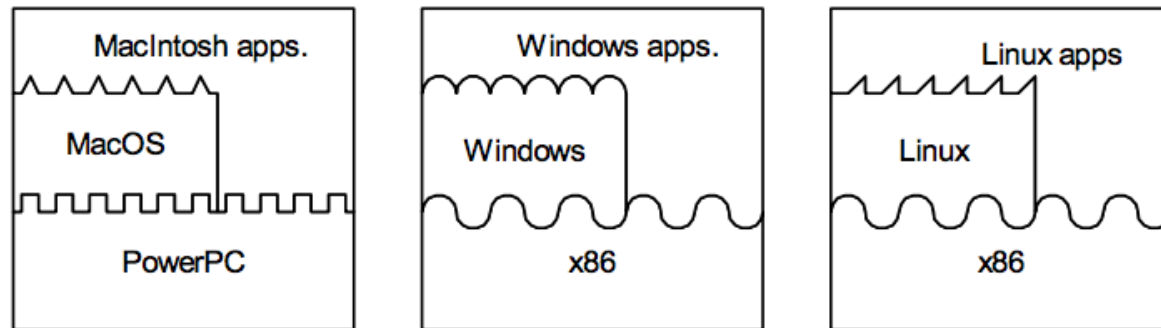 MacIntosh apps.
MacOS
PowerPC
Windows apps.
Windows
x86
Linux apps
Linux
x86